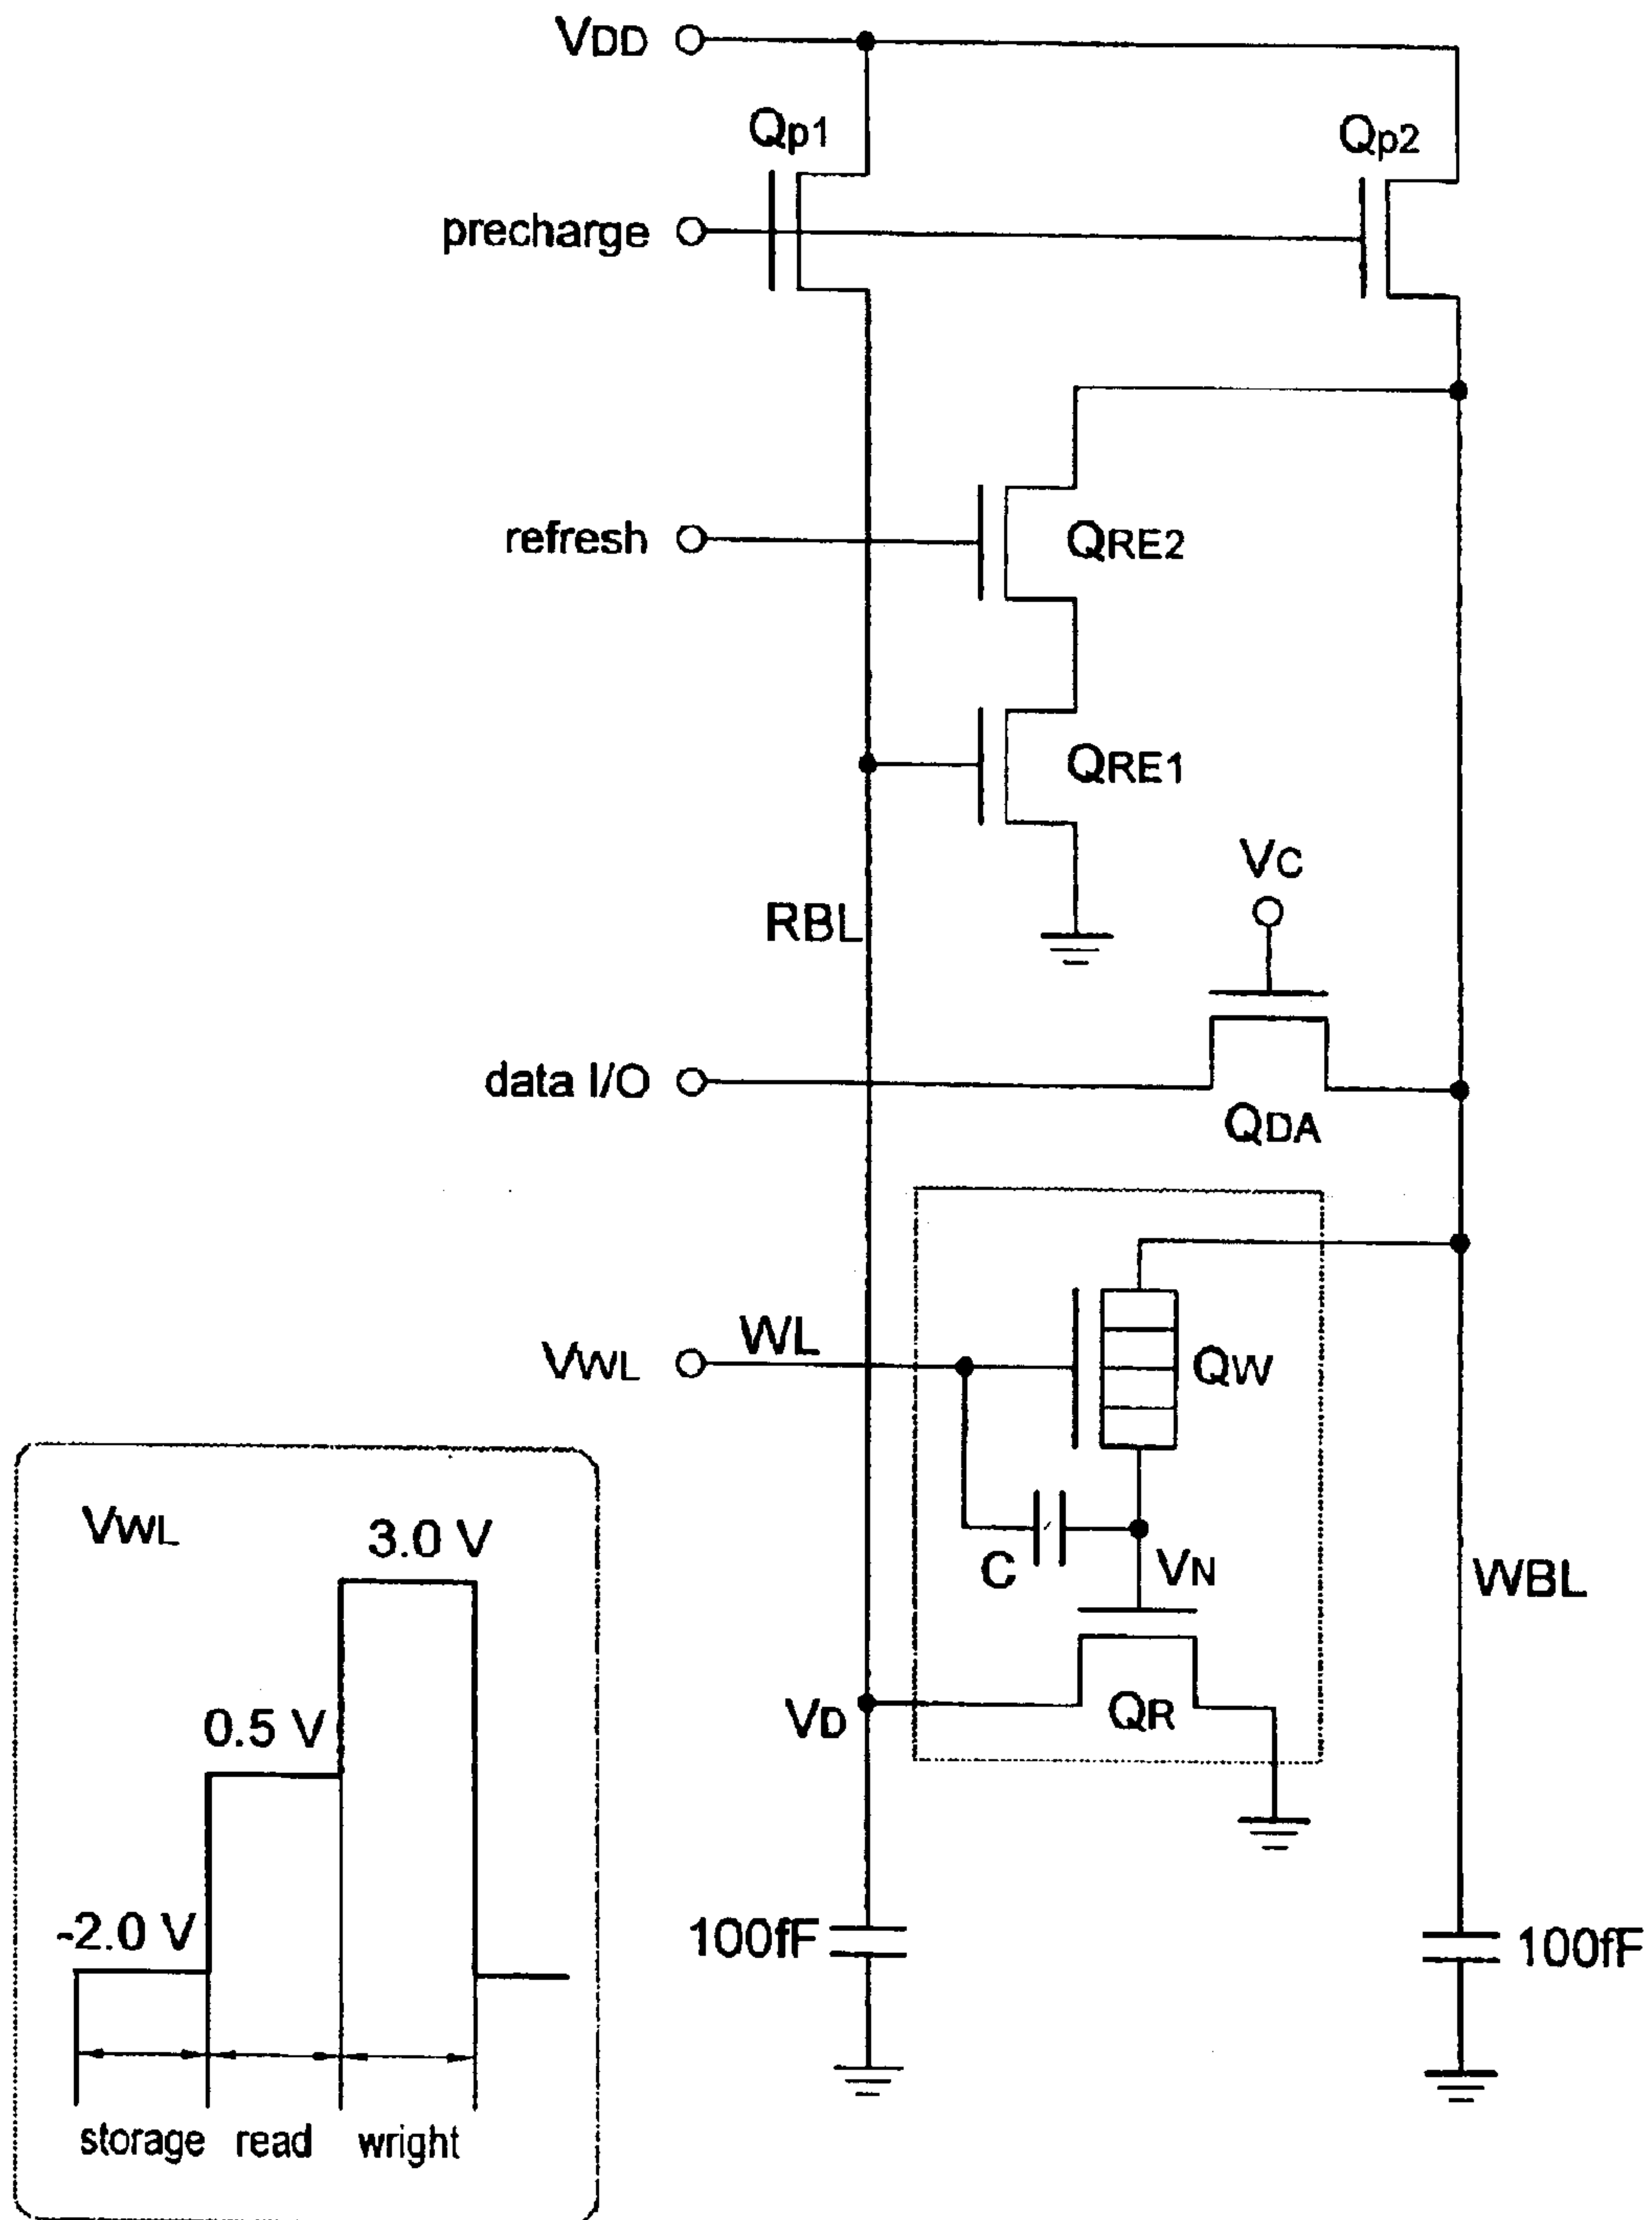 VDD
Qp1
Qp2
precharge
refresh
QRE2
QRE1
RBL
VC
data I/O
QDA
WL
VWL
QW
C
VN
WBL
VD
QR
100fF
100fF
VWL
3.0 V
0.5 V
-2.0 V
storage read wright